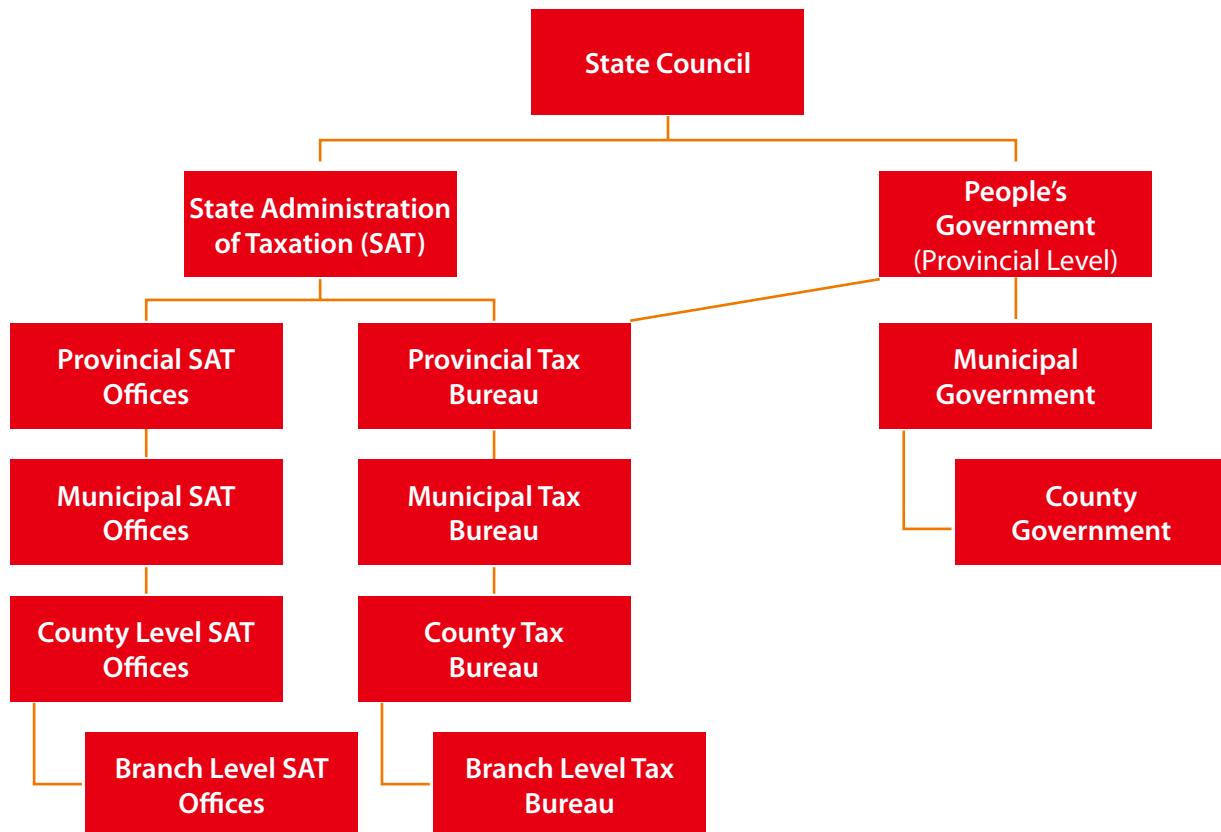 State Council
State Administration
of Taxation (SAT)
People’s
Government
(Provincial Level)
Provincial SAT
Offices
Provincial Tax
Bureau
Municipal
Government
Municipal SAT
Offices
Municipal Tax
Bureau
County
Government
County Level SAT
Offices
County Tax
Bureau
Branch Level SAT
Offices
Branch Level Tax
Bureau